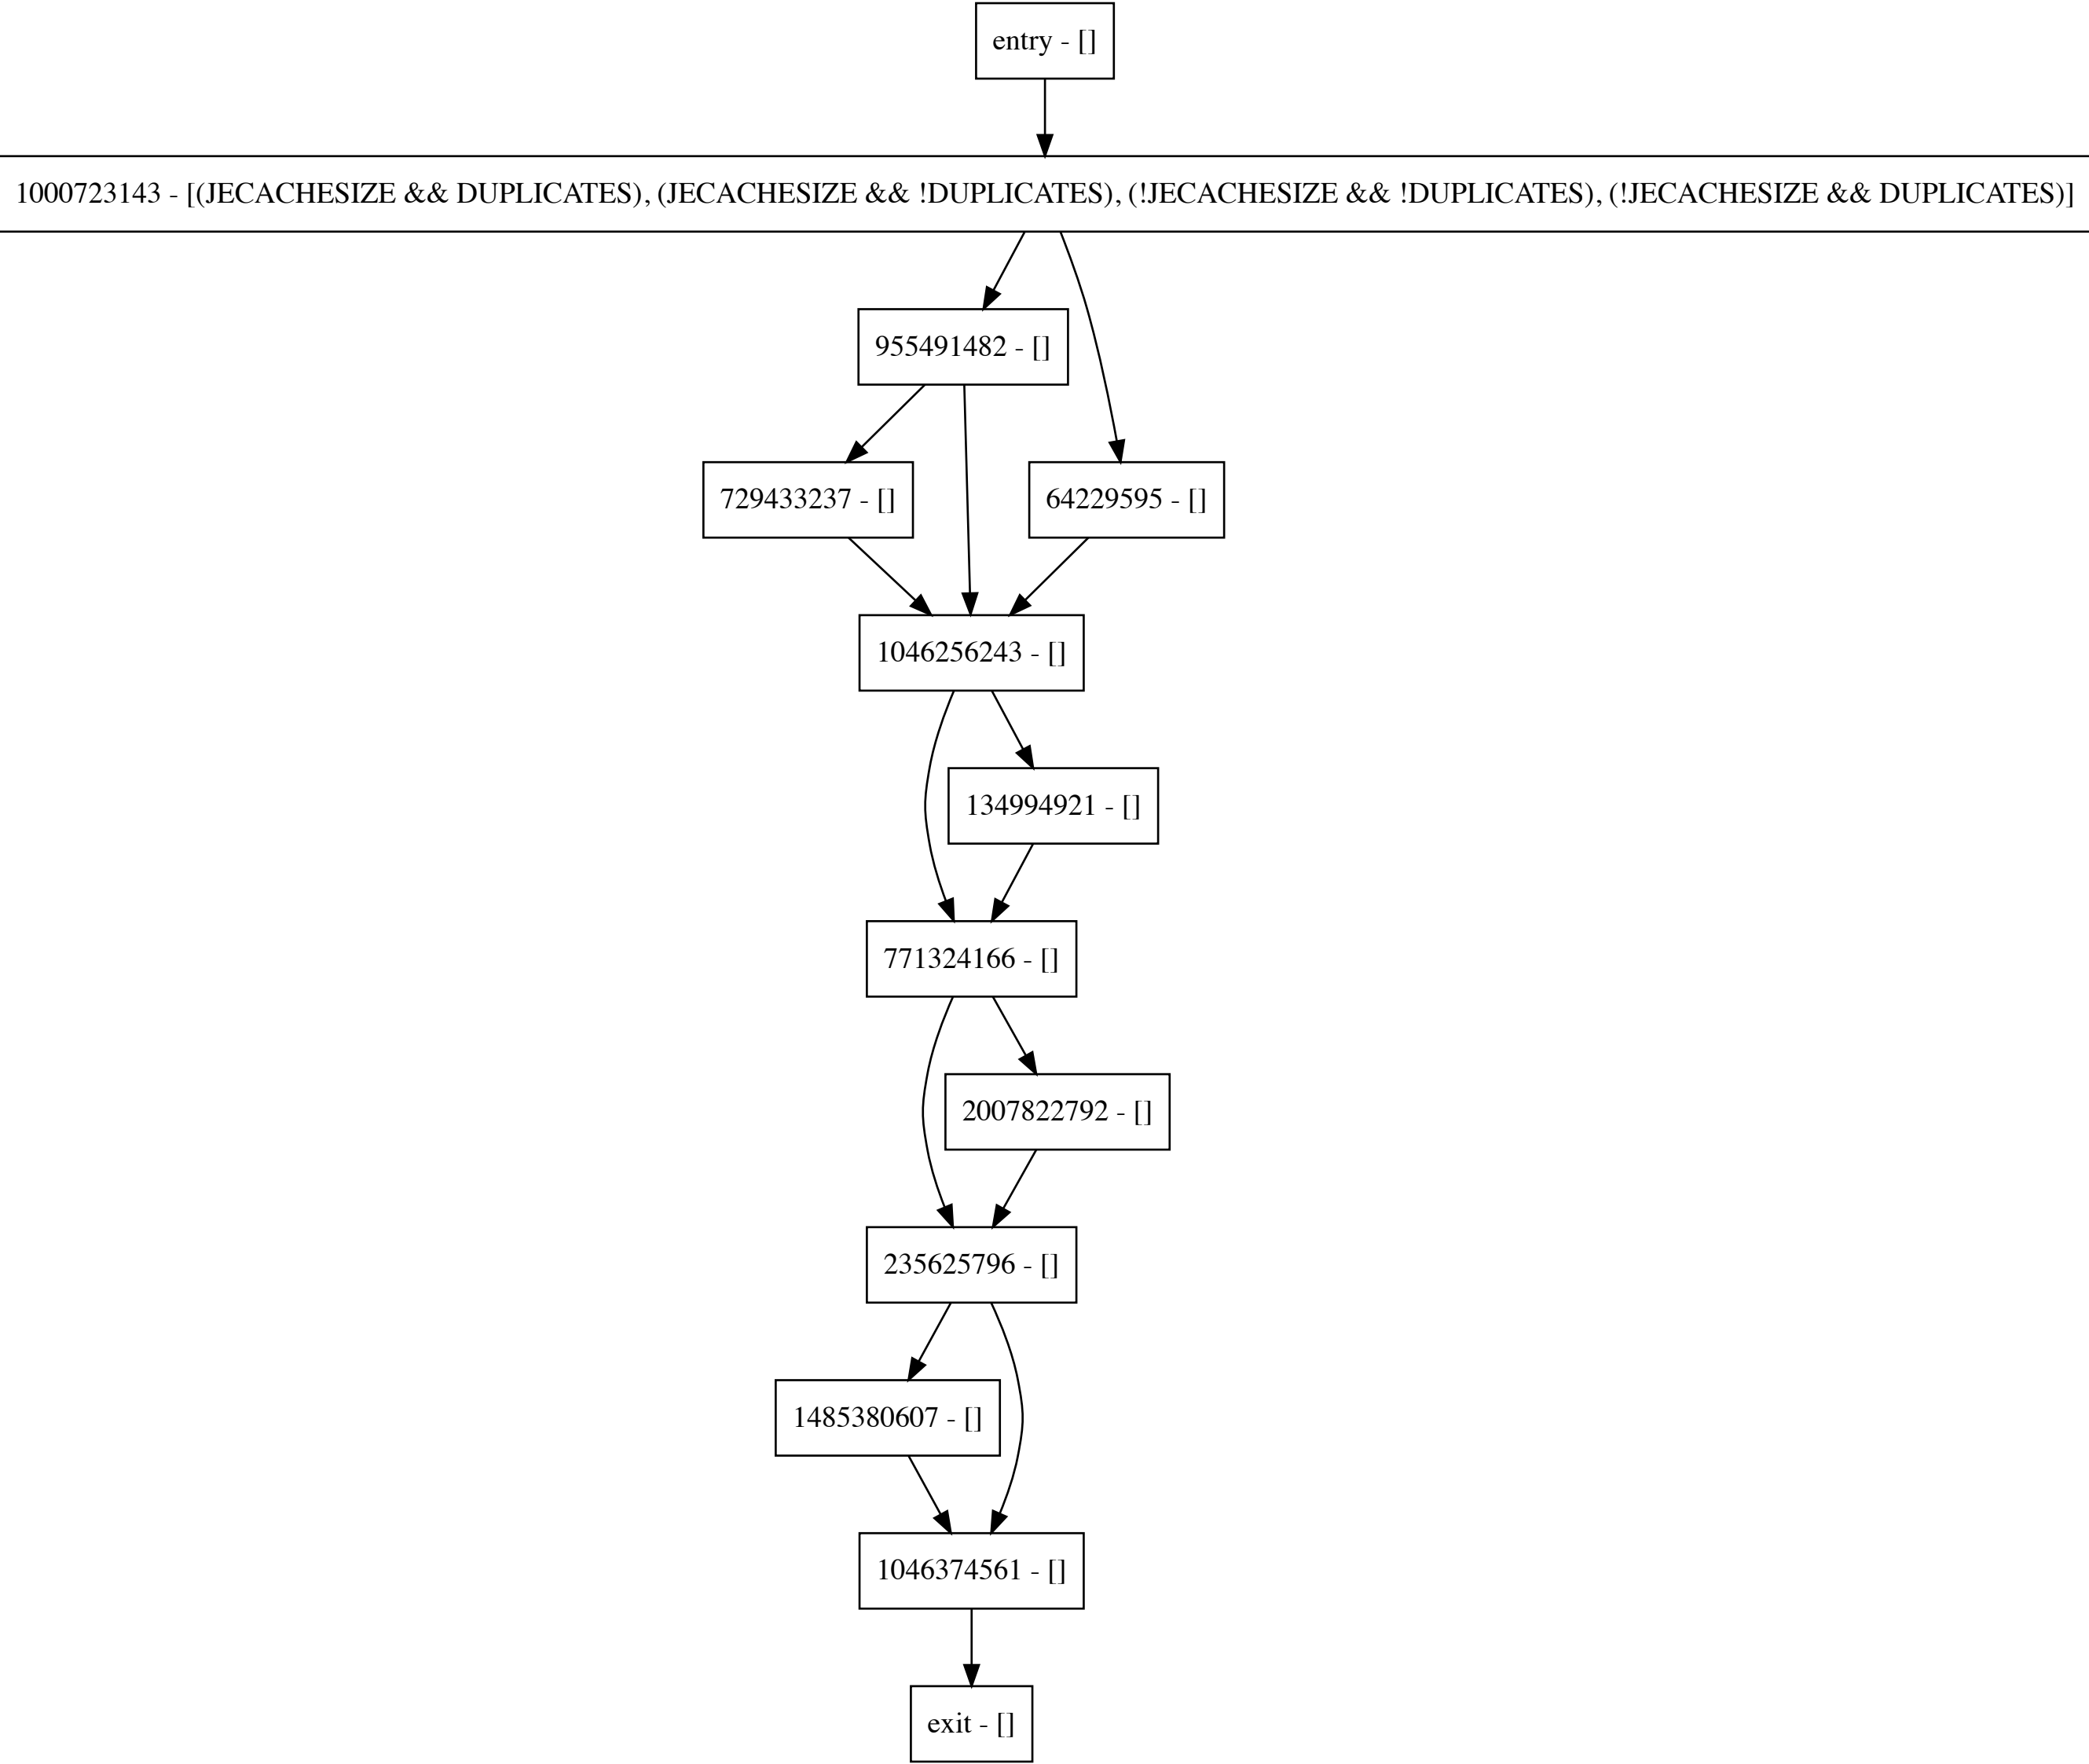 entry - []
1000723143 - [(JECACHESIZE && DUPLICATES), (JECACHESIZE && !DUPLICATES), (!JECACHESIZE && !DUPLICATES), (!JECACHESIZE && DUPLICATES)]
955491482 - []
729433237 - []
64229595 - []
1046256243 - []
134994921 - []
771324166 - []
2007822792 - []
235625796 - []
1485380607 - []
1046374561 - []
exit - []